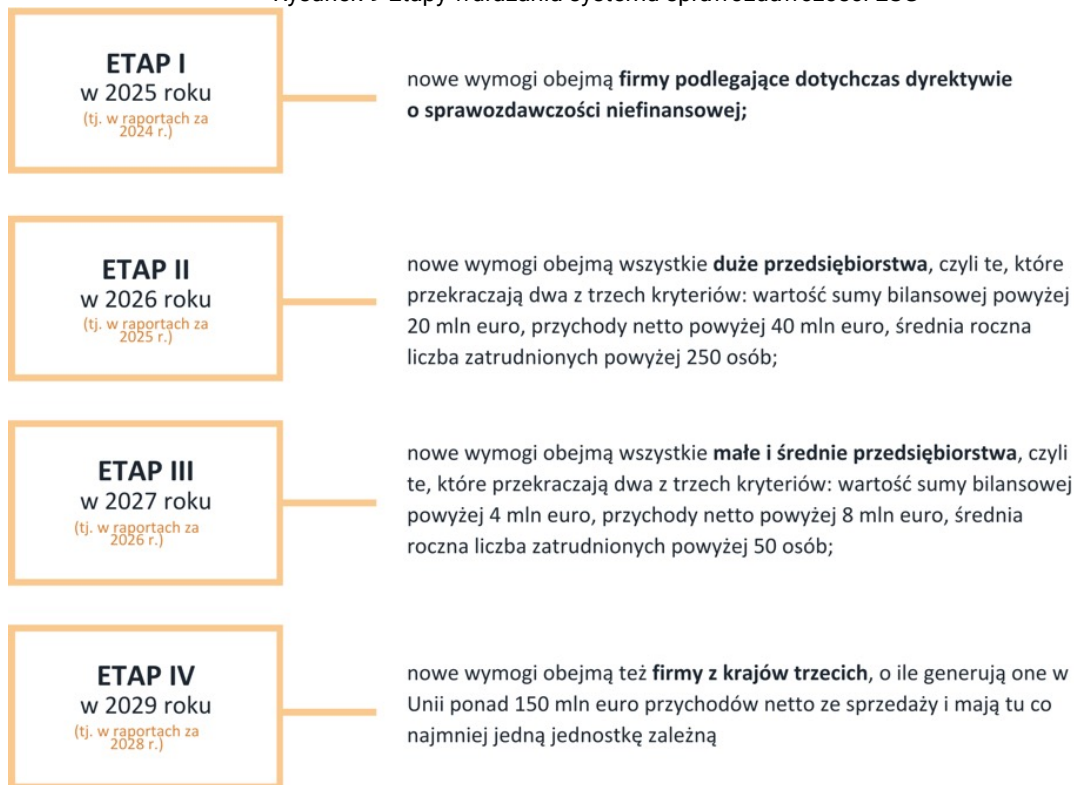 Rysunek 9 Etapy wdrażania systemu sprawozdawczości ESG
ETAP I
w 2025 roku
(tj. w raportach za
2024 r.)
nowe wymogi obejmą firmy podlegające dotychczas dyrektywie
o sprawozdawczości niefinansowej;
ETAP II
w 2026 roku
(tj. w raportach za
2025 r.)
nowe wymogi obejmą wszystkie duże przedsiębiorstwa, czyli te, które
przekraczają dwa z trzech kryteriów: wartość sumy bilansowej powyżej
20 mln euro, przychody netto powyżej 40 mln euro, średnia roczna
liczba zatrudnionych powyżej 250 osób;
ETAP III
w 2027 roku
(tj. w raportach za
2026 r.)
nowe wymogi obejmą wszystkie małe i średnie przedsiębiorstwa, czyli
te, które przekraczają dwa z trzech kryteriów: wartość sumy bilansowej
powyżej 4 mln euro, przychody netto powyżej 8 mln euro, średnia
roczna liczba zatrudnionych powyżej 50 osób;
ETAP IV
w 2029 roku
(tj. w raportach za
2028 r.)
nowe wymogi obejmą też firmy z krajów trzecich, o ile generują one w
Unii ponad 150 mln euro przychodów netto ze sprzedaży i mają tu co
najmniej jedną jednostkę zależną